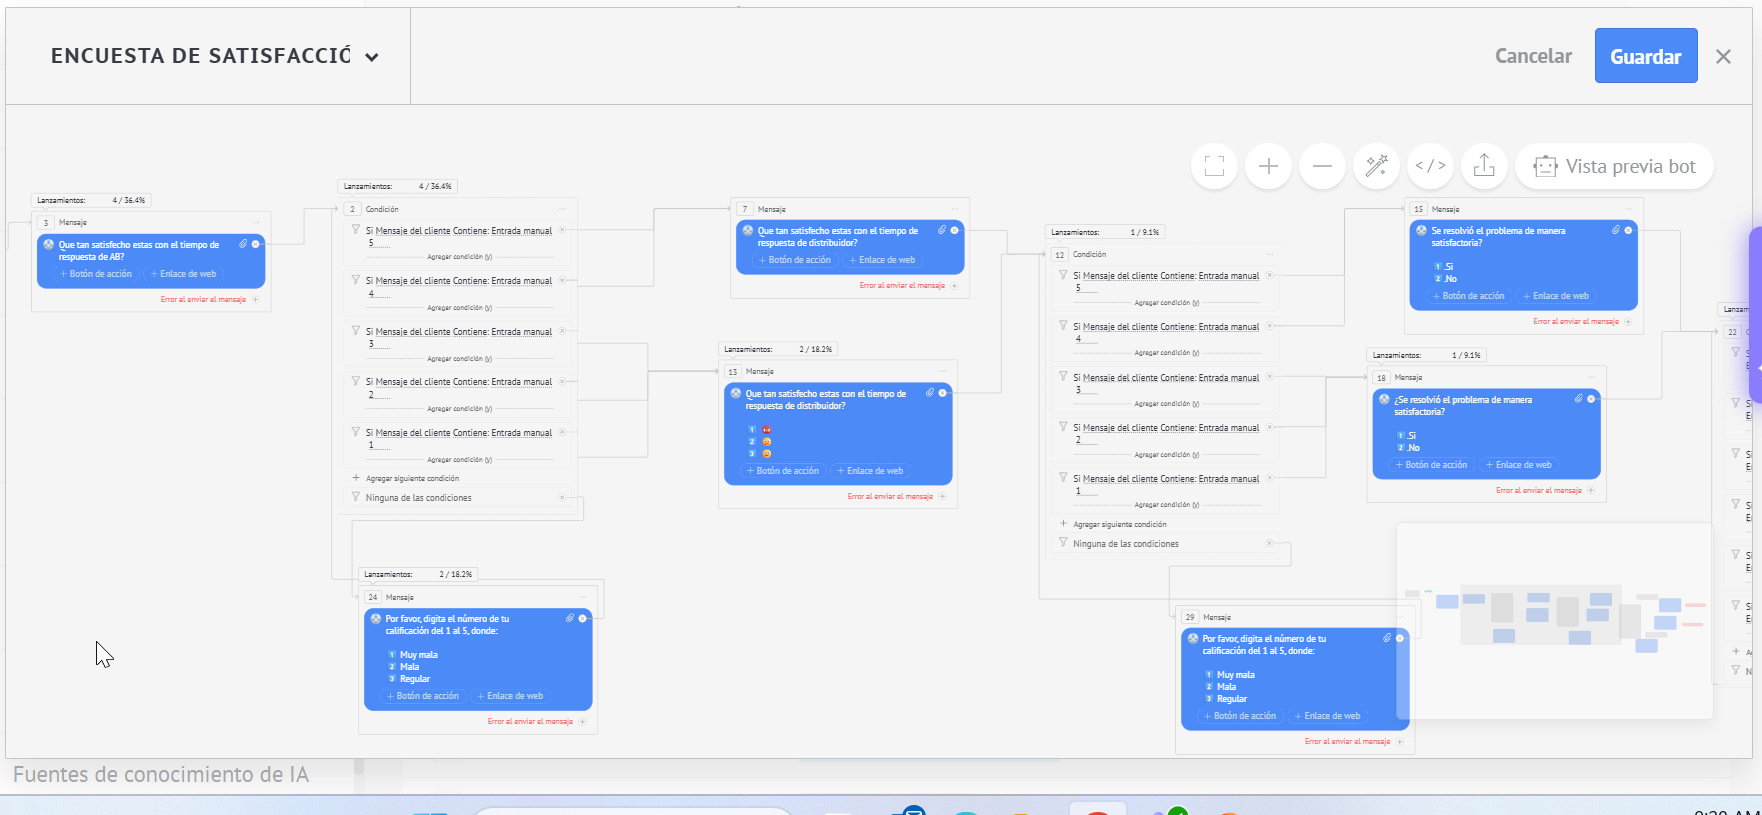 ENCUESTA DE SATISFACCIÓ
Cancelar
Guardar
</>
Vista previa bot
Lanzamientos: 4 / 36.4%
3 Mensaje
Que tan satisfecho estas con el tiempo de
respuesta de AB?
+ Botón de acción + Enlace de web
Error al enviar el mensaje
Lanzamientos: 4 / 36.4%
2 Condición
Si Mensaje del cliente Contiene: Entrada manual
5
Agregar condición (y)
Si Mensaje del cliente Contiene: Entrada manual
4
Agregar condición (y)
Si Mensaje del cliente Contiene: Entrada manual
3
Agregar condición (y)
Si Mensaje del cliente Contiene: Entrada manual
2
Agregar condición (y)
Si Mensaje del cliente Contiene: Entrada manual
1
Agregar condición (y)
+ Agregar siguiente condición
Ninguna de las condiciones
Lanzamientos: 2 / 18.2%
24 Mensaje
Por favor, digita el número de tu
calificación del 1 al 5, donde:
1 Muy mala
2 Mala
3 Regular
+ Botón de acción + Enlace de web
Error al enviar el mensaje
7 Mensaje
Que tan satisfecho estas con el tiempo de
respuesta de distribuidor?
+ Botón de acción + Enlace de web
Error al enviar el mensaje
Lanzamientos: 2 / 18.2%
13 Mensaje
Que tan satisfecho estas con el tiempo de
respuesta de distribuidor?
1
2
3
+ Botón de acción + Enlace de web
Error al enviar el mensaje
Lanzamientos: 1 / 9.1%
12 Condición
Si Mensaje del cliente Contiene: Entrada manual
5
Agregar condición (y)
Si Mensaje del cliente Contiene: Entrada manual
4
Agregar condición (y)
Si Mensaje del cliente Contiene: Entrada manual
3
Agregar condición (y)
Si Mensaje del cliente Contiene: Entrada manual
2
Agregar condición (y)
Si Mensaje del cliente Contiene: Entrada manual
1
Agregar condición (y)
+ Agregar siguiente condición
Ninguna de las condiciones
29 Mensaje
Por favor, digita el número de tu
calificación del 1 al 5, donde:
1 Muy mala
2 Mala
3 Regular
+ Botón de acción + Enlace de web
Error al enviar el mensaje
15 Mensaje
Se resolvió el problema de manera
satisfactoria?
1 .Si
2 .No
+ Botón de acción + Enlace de web
Error al enviar el mensaje
Lanzamientos: 1 / 9.1%
18 Mensaje
¿Se resolvió el problema de manera
satisfactoria?
1 .Si
2 .No
+ Botón de acción + Enlace de web
Error al enviar el mensaje
22
Fuentes de conocimiento de IA